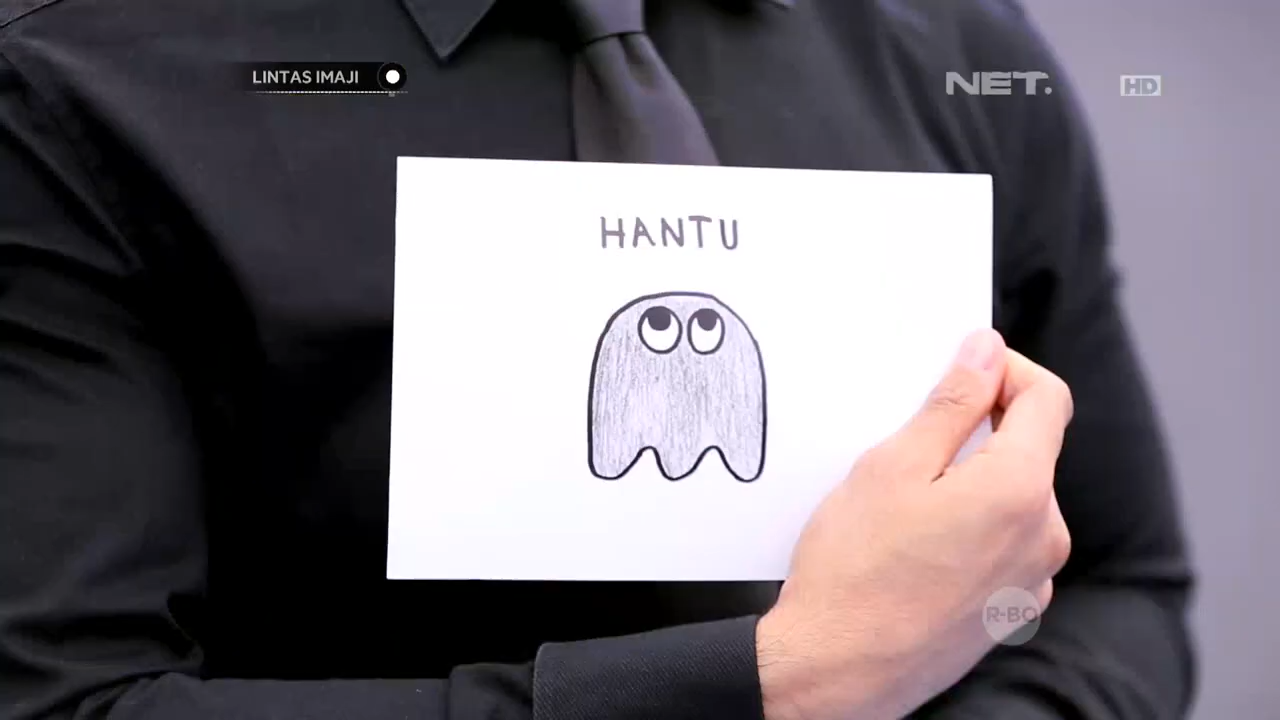 LINTAS IMAJI
NET.
HD
HANTU
R-BO